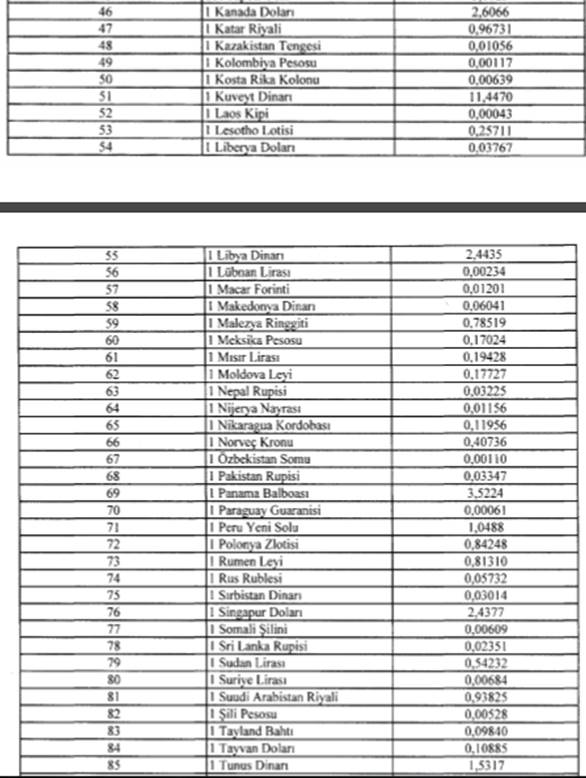 46 1 Kanada Doları 2,6066
47 1 Katar Riyali 0,96731
48 1 Kazakistan Tengesi 0,01056
49 1 Kolombiya Pesosu 0,00117
50 1 Kosta Rika Kolonu 0,00639
51 1 Kuveyt Dinarı 11,4470
52 1 Laos Kipi 0,00043
53 1 Lesotho Lotisi 0,25711
54 1 Liberya Doları 0,03767
55 1 Libya Dinarı 2,4435
56 1 Lübnan Lirası 0,00234
57 1 Macar Forinti 0,01201
58 1 Makedonya Dinarı 0,06041
59 1 Malezya Ringgiti 0,78519
60 1 Meksika Pesosu 0,17024
61 1 Mısır Lirası 0,19428
62 1 Moldova Leyi 0,17727
63 1 Nepal Rupisi 0,03225
64 1 Nijerya Nayrası 0,01156
65 1 Nikaragua Kordobası 0,11956
66 1 Norveç Kronu 0,40736
67 1 Özbekistan Somu 0,00110
68 1 Pakistan Rupisi 0,03347
69 1 Panama Balboası 3,5224
70 1 Paraguay Guaranisi 0,00061
71 1 Peru Yeni Solu 1,0488
72 1 Polonya Zlotisi 0,84248
73 1 Rumen Leyi 0,81310
74 1 Rus Rublesi 0,05732
75 1 Sırbistan Dinarı 0,03014
76 1 Singapur Doları 2,4377
77 1 Somali Şilini 0,00609
78 1 Sri Lanka Rupisi 0,02351
79 1 Sudan Lirası 0,54232
80 1 Suriye Lirası 0,00684
81 1 Suudi Arabistan Riyali 0,93825
82 1 Şili Pesosu 0,00528
83 1 Tayland Bahtı 0,09840
84 1 Tayvan Doları 0,10885
85 1 Tunus Dinarı 1,5317